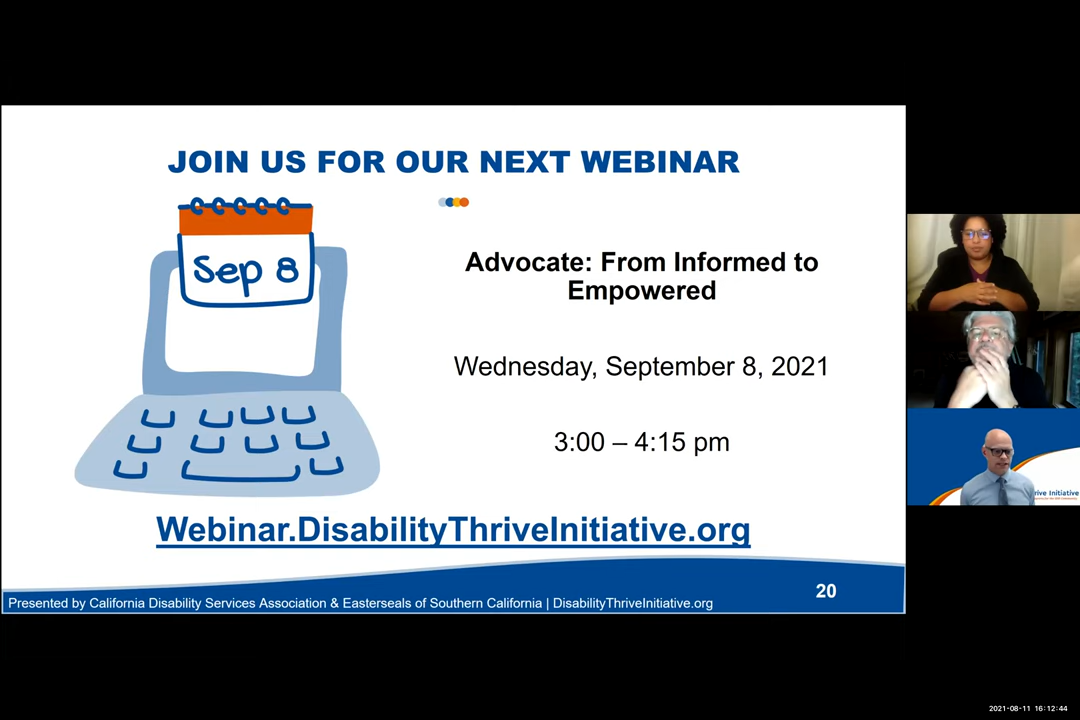 JOIN US FOR OUR NEXT WEBINAR
Sep 8
Advocate: From Informed to
Empowered
Wednesday, September 8, 2021
3:00 – 4:15 pm
Webinar.DisabilityThriveInitiative.org
Presented by California Disability Services Association & Easterseals of Southern California | DisabilityThriveInitiative.org
20
rive Initiative
2021-08-11 16:12:44